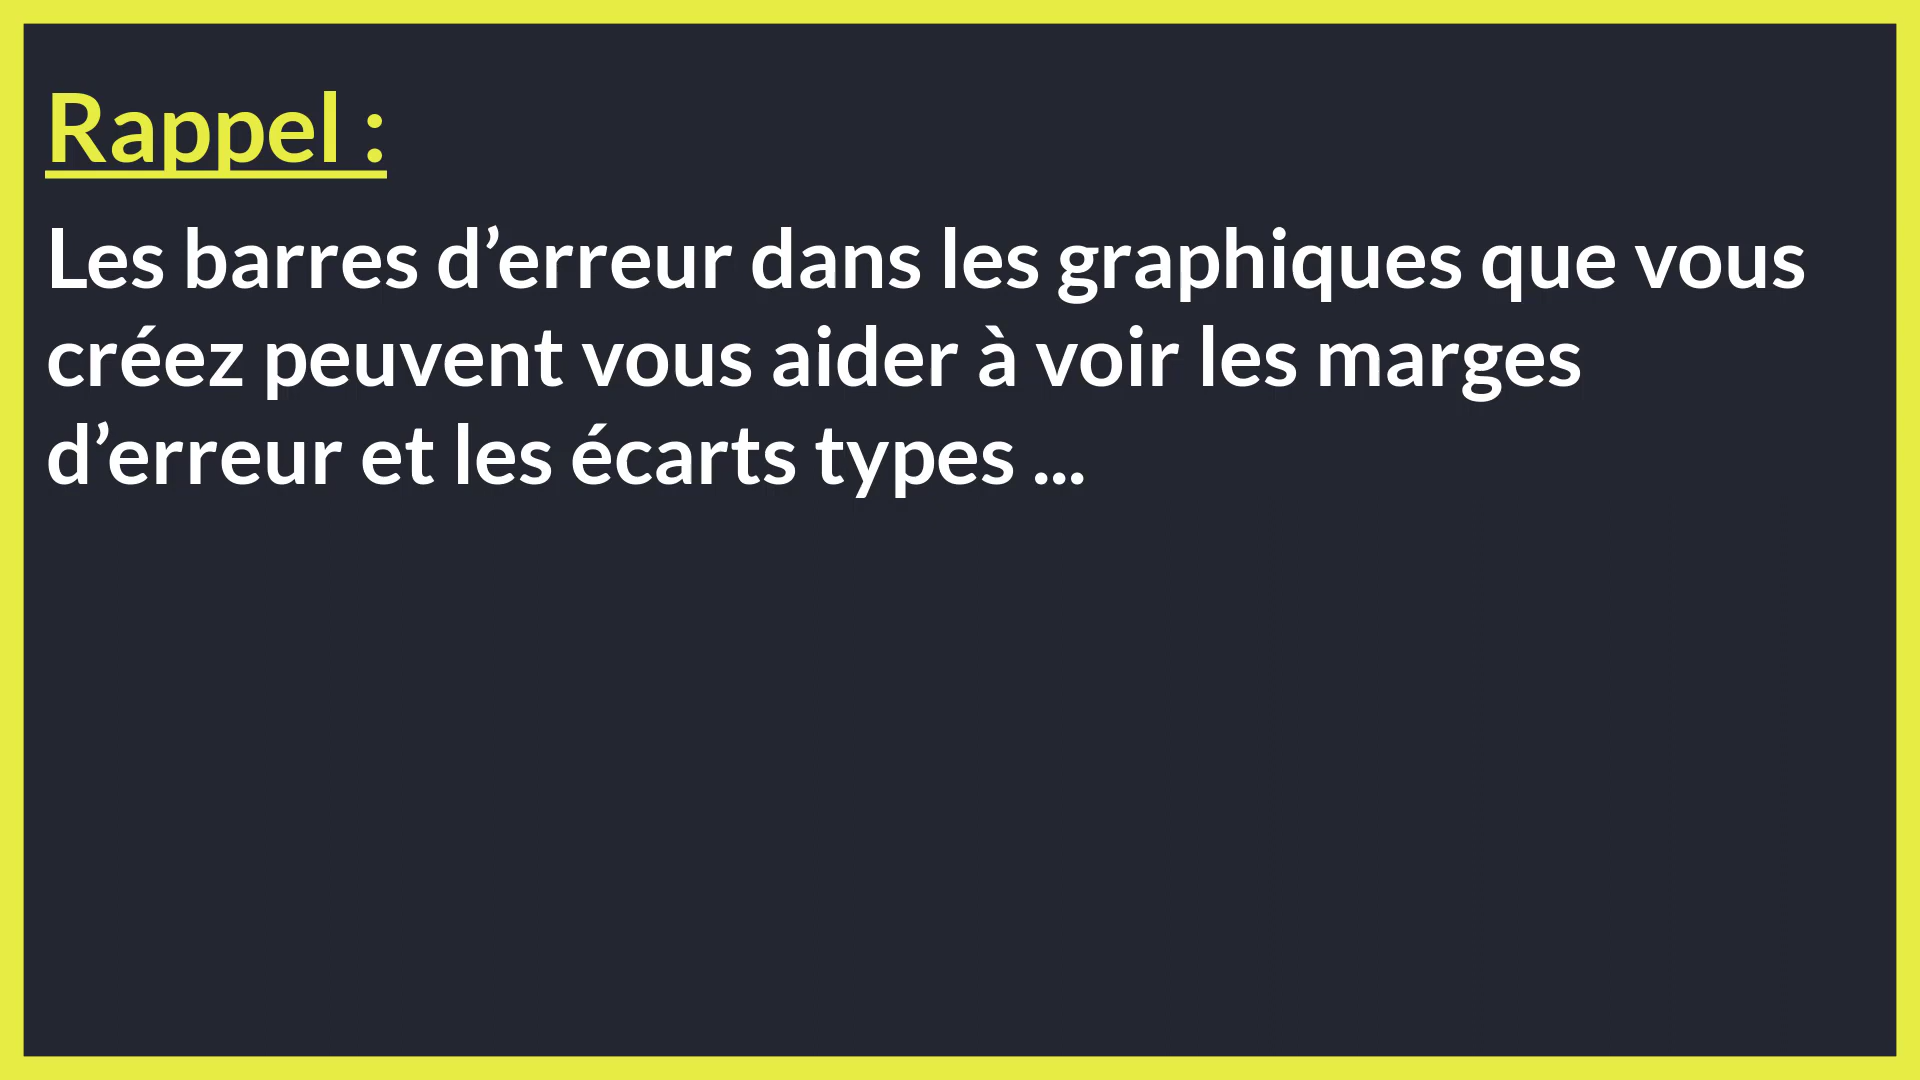 Rappel :
Les barres d’erreur dans les graphiques que vous
créez peuvent vous aider à voir les marges
d’erreur et les écarts types ...